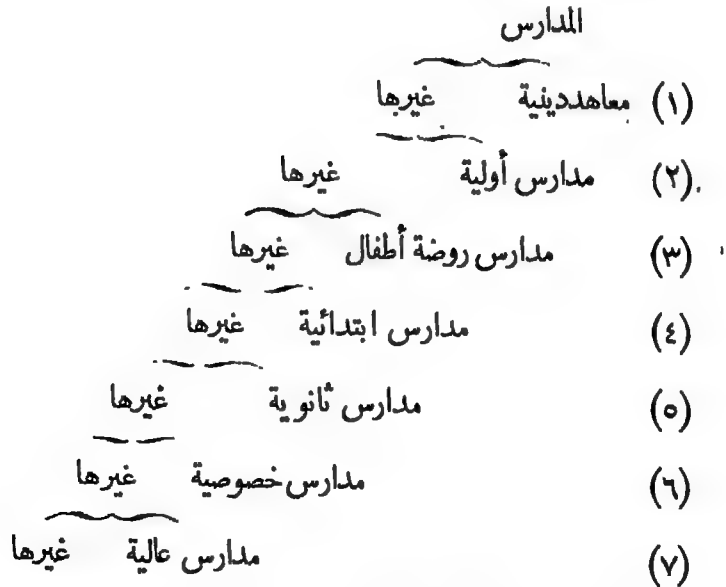 المدارس
(١) معاهد دينية غيرها
(٢) مدارس أولية غيرها
(٣) مدارس روضة أطفال غيرها
(٤) مدارس ابتدائية غيرها
(٥) مدارس ثانوية غيرها
(٦) مدارس خصوصية غيرها
(٧) مدارس عالية غيرها